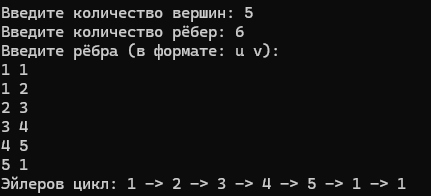 Введите количество вершин: 5
Введите количество рёбер: 6
Введите рёбра (в формате: u v):
1 1
1 2
2 3
3 4
4 5
5 1
Эйлеров цикл: 1 -> 2 -> 3 -> 4 -> 5 -> 1 -> 1